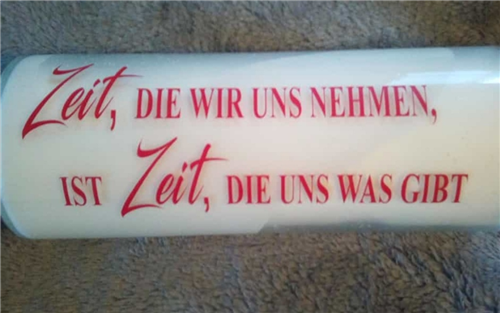 Zeit, DIE WIR UNS NEHMEN,
IST Zeit, DIE UNS WAS GIBT